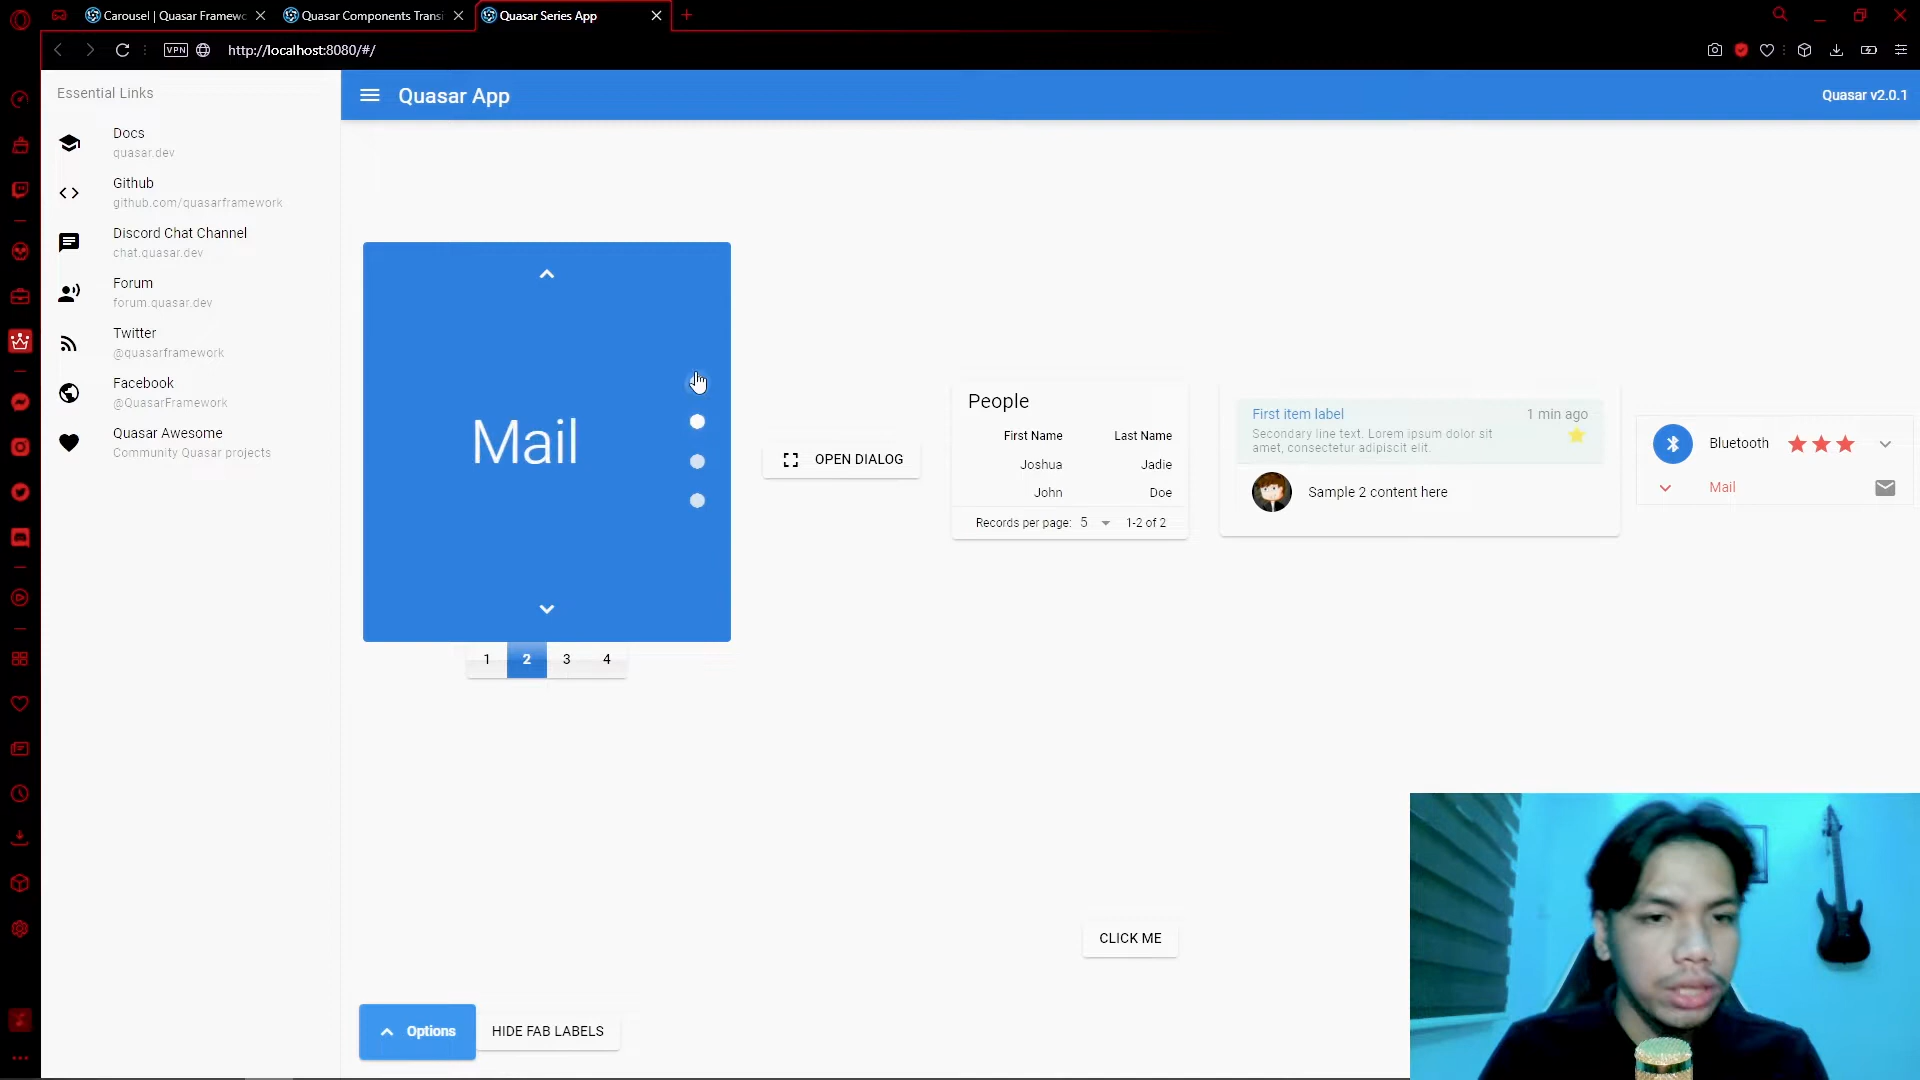 Carousel | Quasar Framewo
Quasar Components Transi
Quasar Series App
VPN
http://localhost:8080/#/
Essential Links
Quasar App
Quasar v2.0.1
Docs
quasar.dev
Github
github.com/quasarframework
Discord Chat Channel
chat.quasar.dev
Forum
forum.quasar.dev
Twitter
@quasarframework
Facebook
@QuasarFramework
Quasar Awesome
Community Quasar projects
Mail
1 2 3 4
OPEN DIALOG
People
First Name Last Name
Joshua Jadie
John Doe
Records per page: 5 1-2 of 2
First item label 1 min ago
Secondary line text. Lorem ipsum dolor sit
amet, consectetur adipiscit elit.
Sample 2 content here
Bluetooth
Mail
CLICK ME
Options
HIDE FAB LABELS